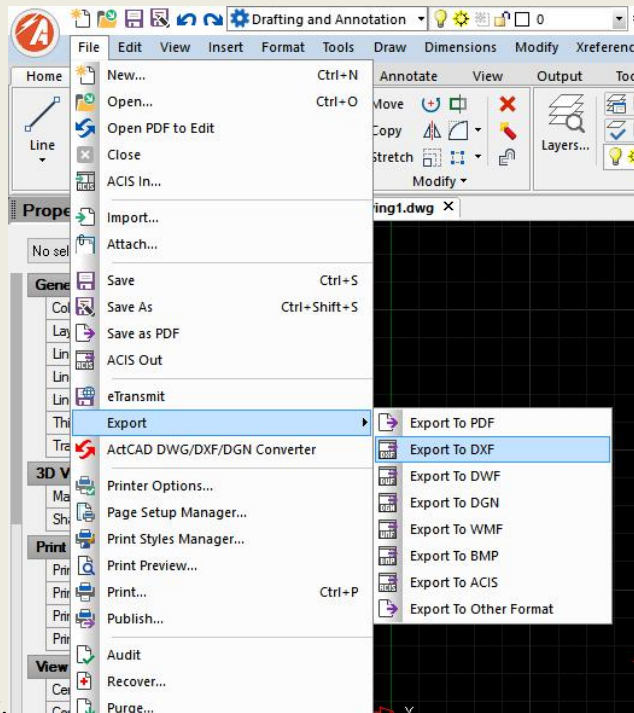 Drafting and Annotation 0
File Edit View Insert Format Tools Draw Dimensions Modify
Home Annotate View Output
Line
Move
Copy
Stretch
Layers...
Modify
New... Ctrl+N
Open... Ctrl+O
Open PDF to Edit
Close
ACIS In...
Import...
Attach...
Save Ctrl+S
Save As Ctrl+Shift+S
Save as PDF
ACIS Out
eTransmit
Export
ActCAD DWG/DXF/DGN Converter
Printer Options...
Page Setup Manager...
Print Styles Manager...
Print Preview...
Print... Ctrl+P
Publish...
Audit
Recover...
Purge...
Export To PDF
Export To DXF
Export To DWF
Export To DGN
Export To WMF
Export To BMP
Export To ACIS
Export To Other Format
ing1.dwg
No sel
3D V
Print
View
X